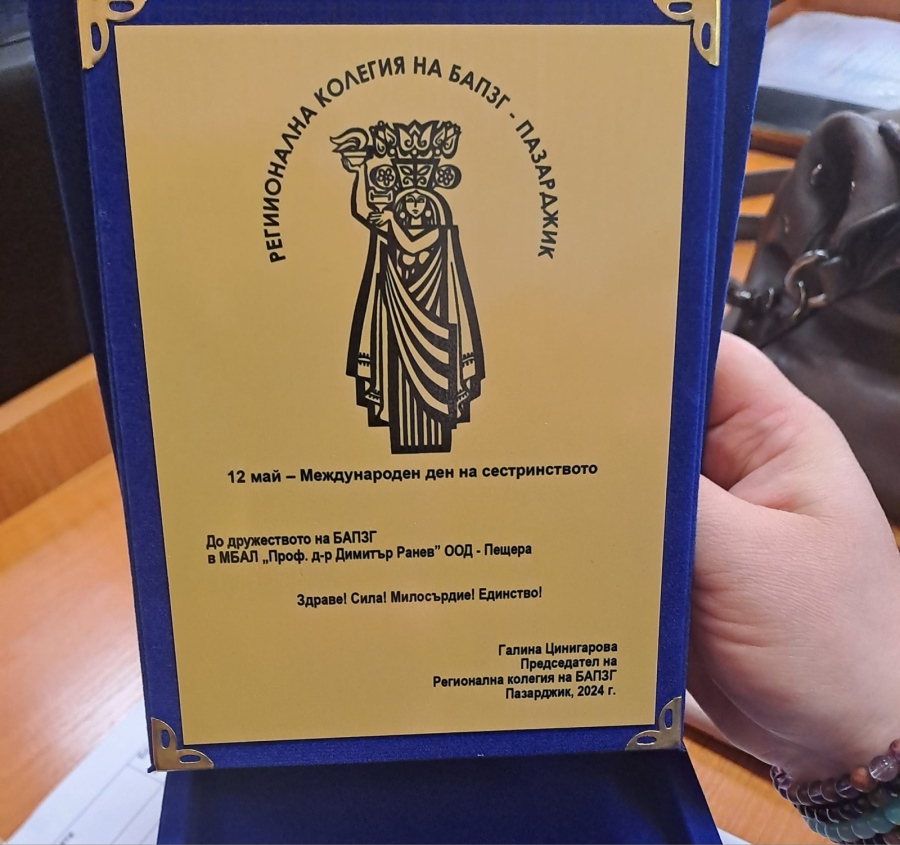 РЕГИИОНАЛНА КОЛЕГИЯ НА БАПЗГ - ПАЗАРДЖИК
12 май – Международен ден на сестринството
До дружеството на БАПЗГ
в МБАЛ „Проф. д-р Димитър Ранев” ООД - Пещера
Здраве! Сила! Милосърдие! Единство!
Галина Цинигарова
Председател на
Регионална колегия на БАПЗГ
Пазарджик, 2024 г.